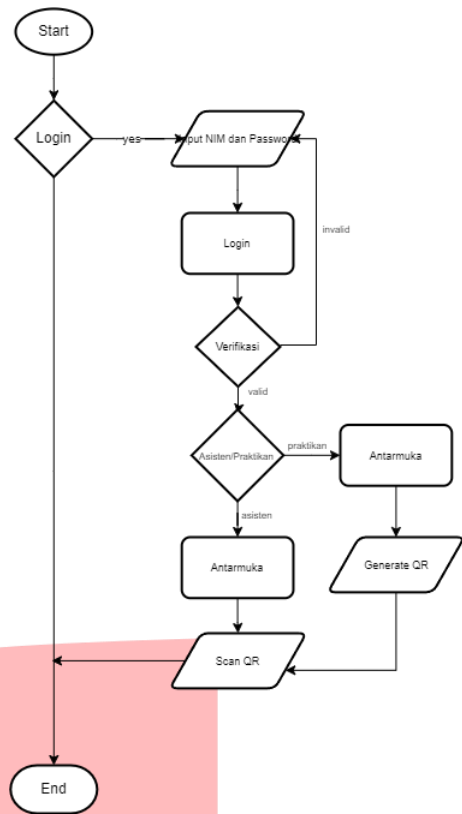 Start
Login
yes
Input NIM dan Password
invalid
Login
Verifikasi
valid
Asisten/Praktikan
praktikan
Antarmuka
asisten
Antarmuka
Generate QR
Scan QR
End